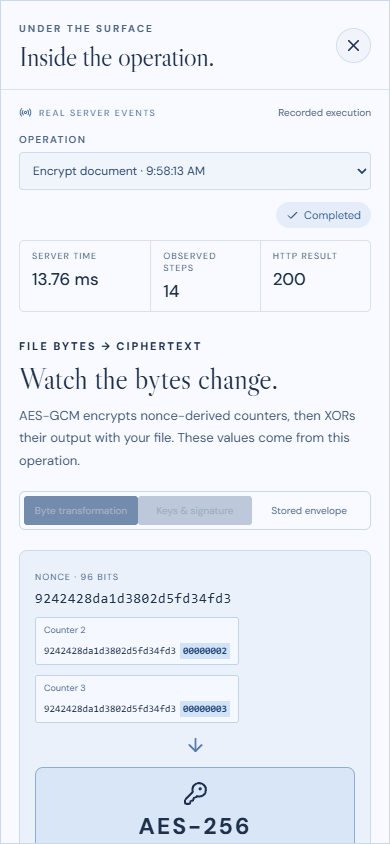 UNDER THE SURFACE
Inside the operation.
REAL SERVER EVENTS
Recorded execution
OPERATION
Encrypt document · 9:58:13 AM
Completed
SERVER TIME
13.76 ms
OBSERVED
STEPS
14
HTTP RESULT
200
FILE BYTES → CIPHERTEXT
Watch the bytes change.
AES-GCM encrypts nonce-derived counters, then XORs
their output with your file. These values come from this
operation.
Byte transformation
Keys & signature
Stored envelope
NONCE · 96 BITS
9242428da1d3802d5fd34fd3
Counter 2
9242428da1d3802d5fd34fd3 00000002
Counter 3
9242428da1d3802d5fd34fd3 00000003
AES-256